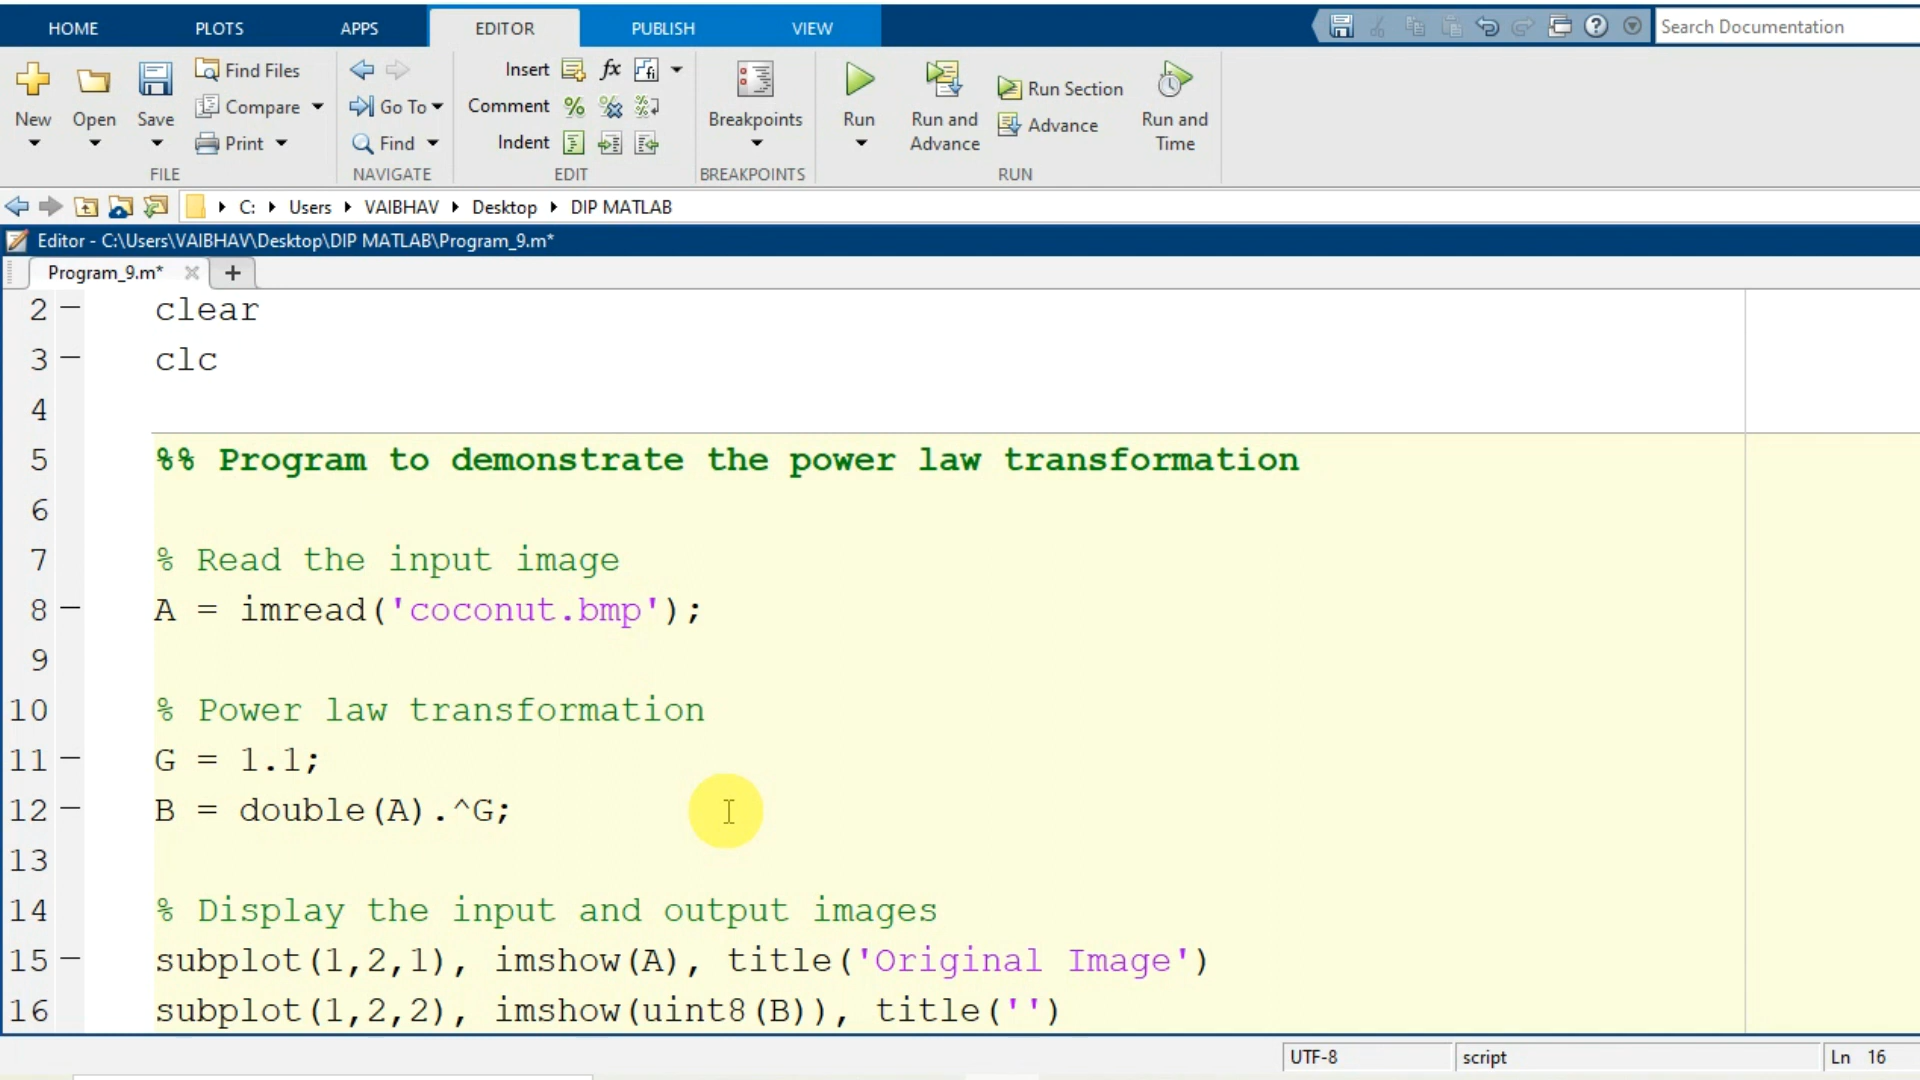 HOME PLOTS APPS EDITOR PUBLISH VIEW Search Documentation
New Open Save Find Files Compare Print
FILE
Go To Find
NAVIGATE
Insert fx
Comment
Indent
EDIT
Breakpoints
BREAKPOINTS
Run Run and Advance Run Section Advance Run and Time
RUN
C: Users VAIBHAV Desktop DIP MATLAB
Editor - C:\Users\VAIBHAV\Desktop\DIP MATLAB\Program_9.m*
Program_9.m*
2 clear
3 clc
4
5 %% Program to demonstrate the power law transformation
6
7 % Read the input image
8 A = imread('coconut.bmp');
9
10 % Power law transformation
11 G = 1.1;
12 B = double(A).^G;
13
14 % Display the input and output images
15 subplot(1,2,1), imshow(A), title('Original Image')
16 subplot(1,2,2), imshow(uint8(B)), title('')
UTF-8 script Ln 16